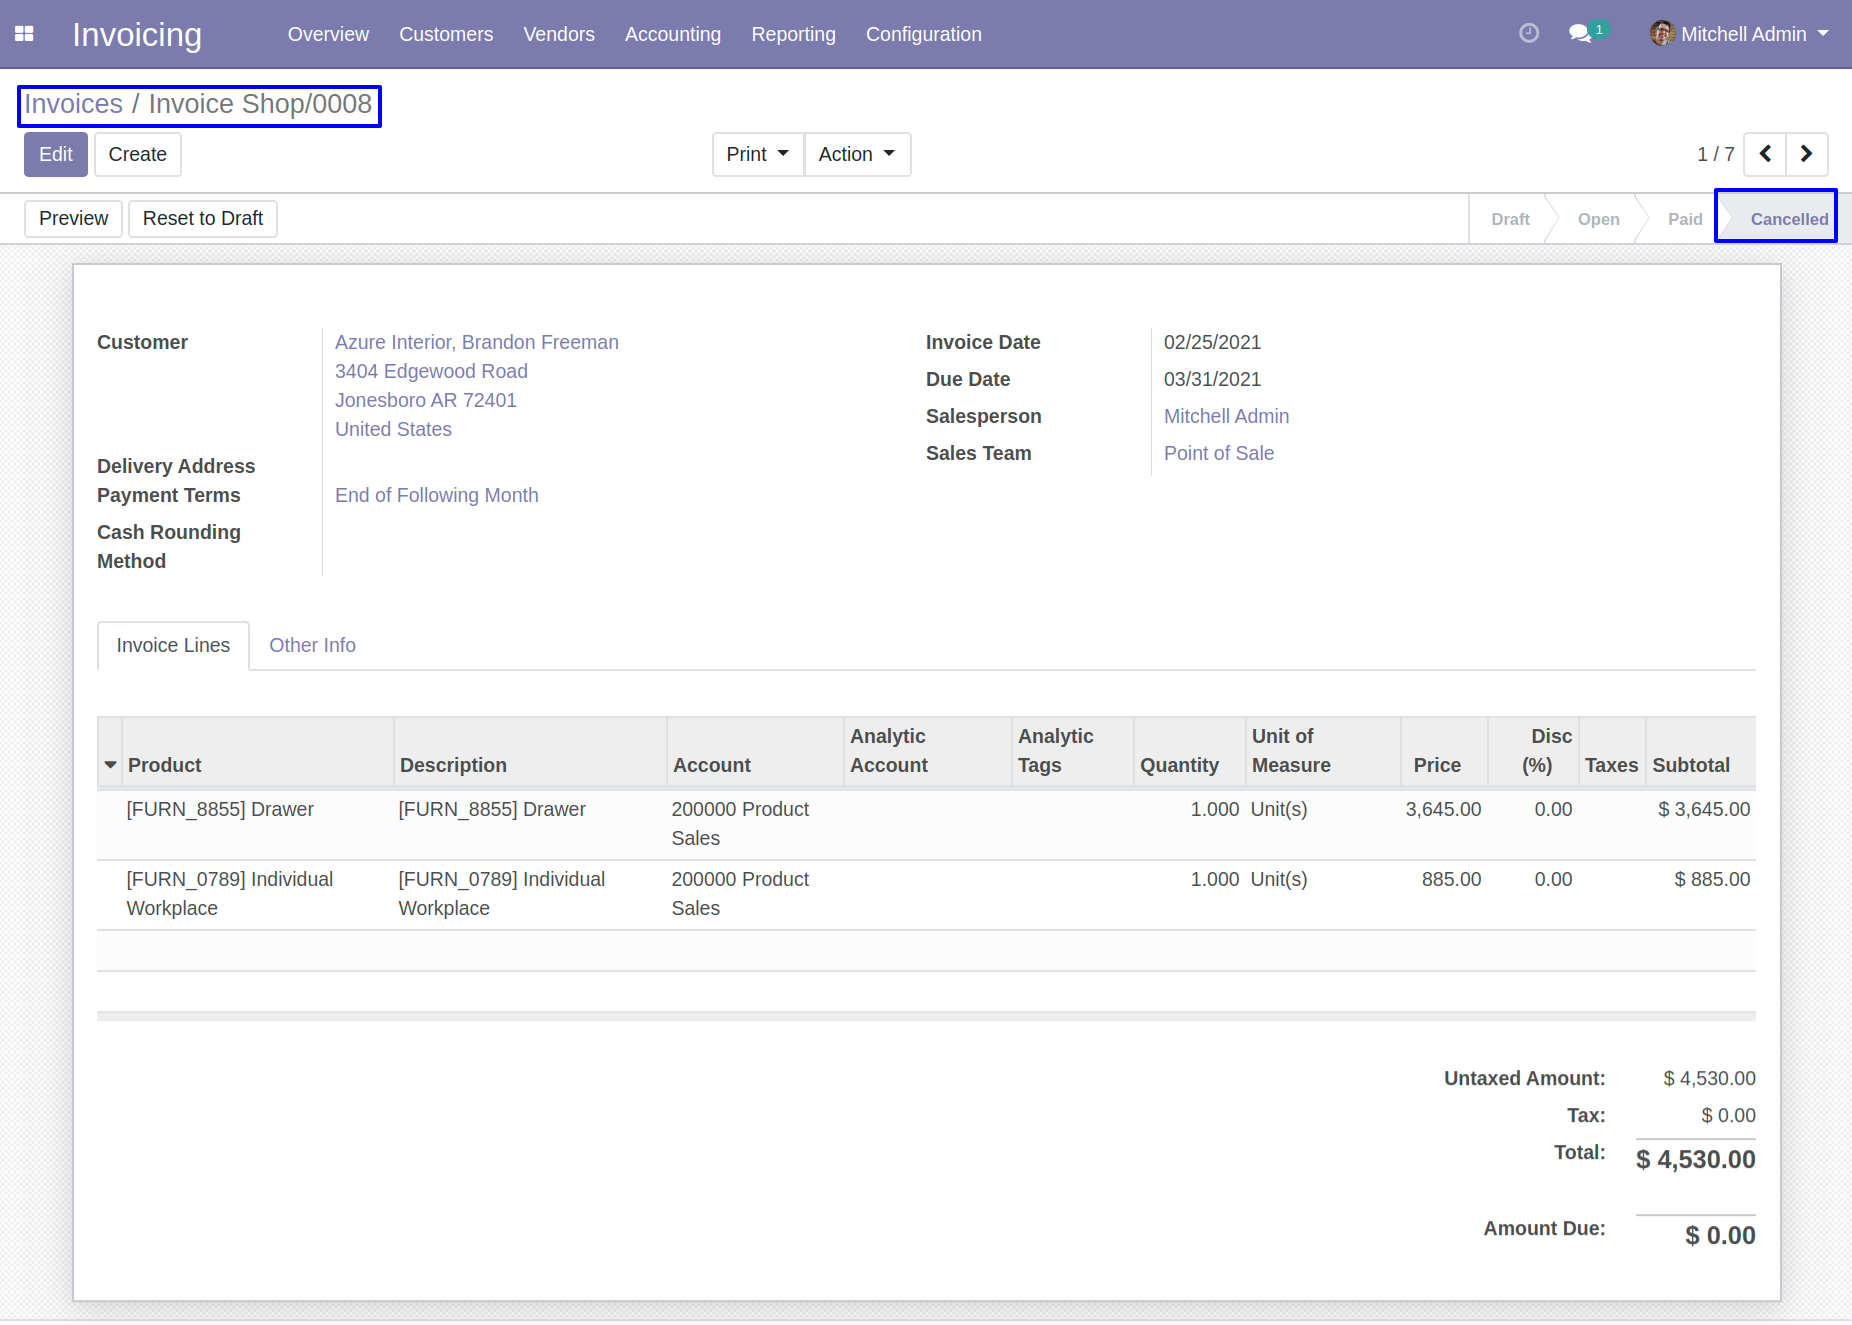 Invoicing Overview Customers Vendors Accounting Reporting Configuration 1 Mitchell Admin
Invoices / Invoice Shop/0008
Edit Create Print Action 1 / 7
Preview Reset to Draft Draft Open Paid Cancelled
Customer Azure Interior, Brandon Freeman
3404 Edgewood Road
Jonesboro AR 72401
United States
Delivery Address
Payment Terms End of Following Month
Cash Rounding
Method
Invoice Date 02/25/2021
Due Date 03/31/2021
Salesperson Mitchell Admin
Sales Team Point of Sale
Invoice Lines Other Info
Product Description Account Analytic Account Analytic Tags Quantity Unit of Measure Price Disc (%) Taxes Subtotal
[FURN_8855] Drawer [FURN_8855] Drawer 200000 Product 1.000 Unit(s) 3,645.00 0.00 $ 3,645.00
Sales
[FURN_0789] Individual [FURN_0789] Individual 200000 Product 1.000 Unit(s) 885.00 0.00 $ 885.00
Workplace Workplace Sales
Untaxed Amount: $ 4,530.00
Tax: $ 0.00
Total: $ 4,530.00
Amount Due: $ 0.00